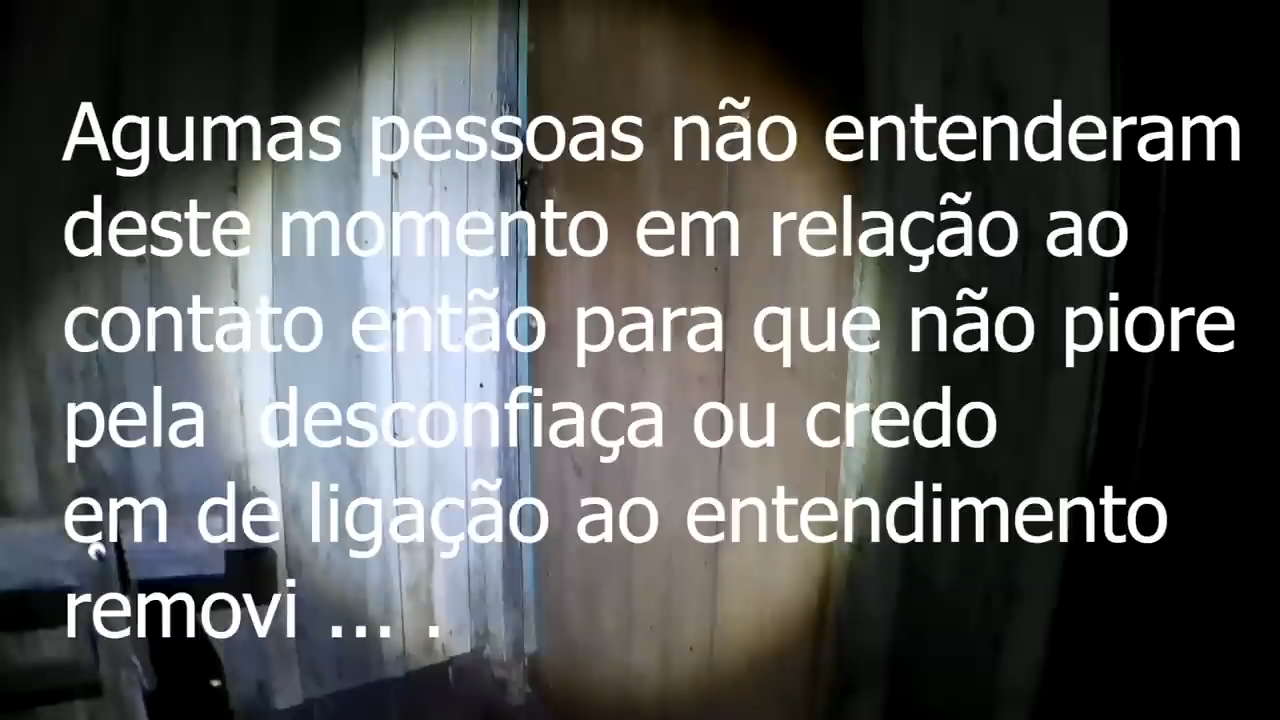 Agumas pessoas não entenderam
deste momento em relação ao
contato então para que não piore
pela  desconfiaça ou credo
em de ligação ao entendimento
removi ... .